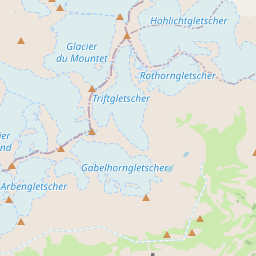 Hohlichtgletscher
Glacier
du Mountet
Rothorngletscher
Triftgletscher
Gabelhorngletscher
Arbengletscher